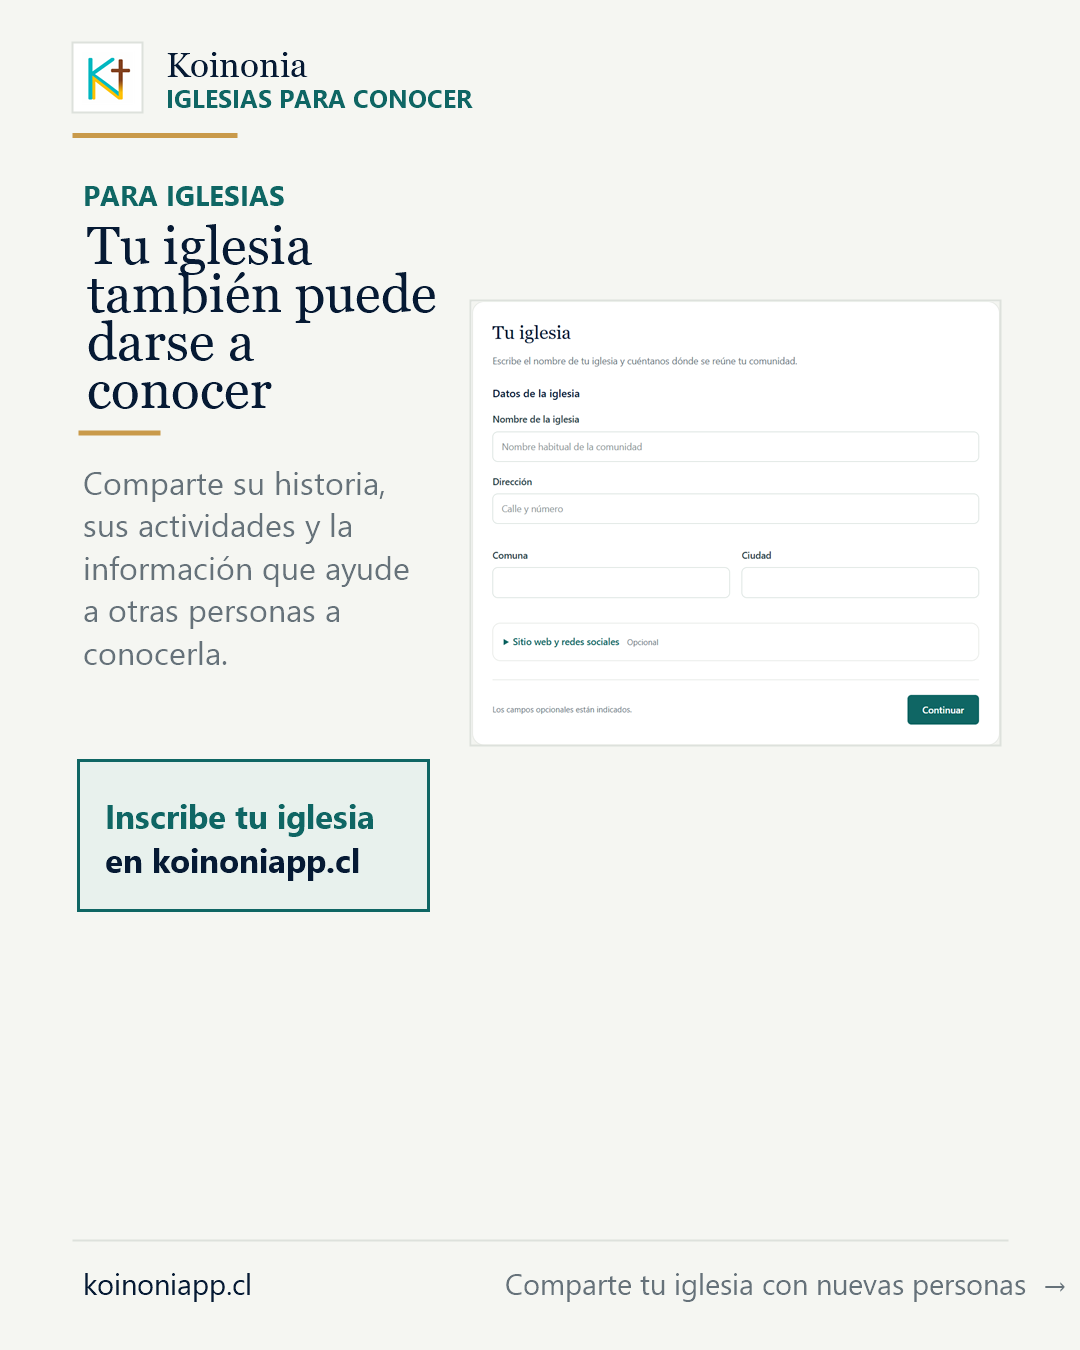 Koinonia
IGLESIAS PARA CONOCER
PARA IGLESIAS
Tu iglesia
también puede
darse a
conocer
Comparte su historia,
sus actividades y la
información que ayude
a otras personas a
conocerla.
Inscribe tu iglesia
en koinoniapp.cl
Tu iglesia
Escribe el nombre de tu iglesia y cuéntanos dónde se reúne tu comunidad.
Datos de la iglesia
Nombre de la iglesia
Nombre habitual de la comunidad
Dirección
Calle y número
Comuna Ciudad
▸ Sitio web y redes sociales Opcional
Los campos opcionales están indicados. Continuar
koinoniapp.cl Comparte tu iglesia con nuevas personas →